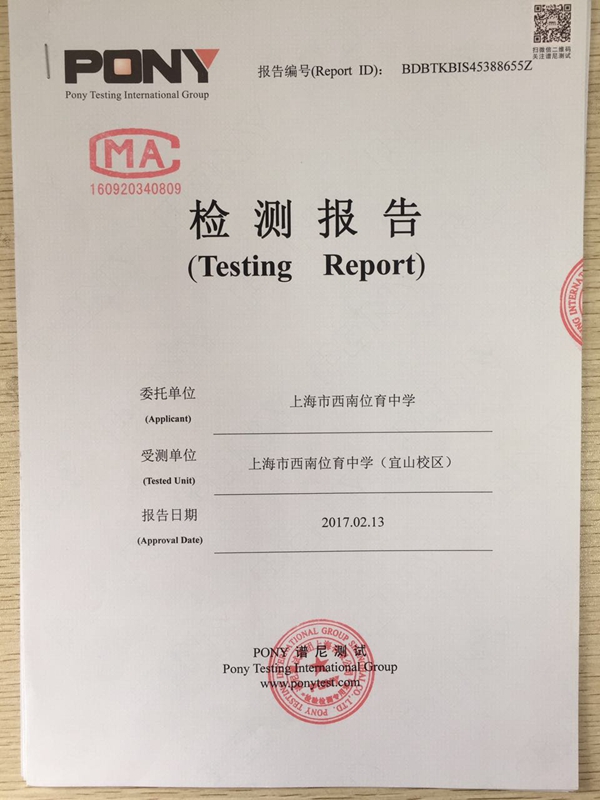 PONY
Pony Testing International Group
报告编号(Report ID): BDBTKBIS45388655Z
扫微信二维码
关注谱尼测试
CMA
160920340809
检测报告
(Testing Report)
委托单位
(Applicant)
上海市西南位育中学
受测单位
(Tested Unit)
上海市西南位育中学（宜山校区）
报告日期
(Approval Date)
2017.02.13
PONY 谱尼测试
Pony Testing International Group
www.ponytest.com